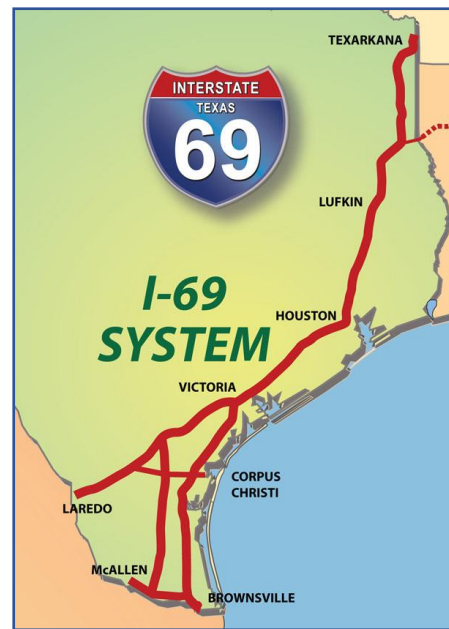 TEXARKANA
INTERSTATE
TEXAS
69
LUFKIN
I-69
SYSTEM
HOUSTON
VICTORIA
CORPUS
CHRISTI
LAREDO
McALLEN
BROWNSVILLE